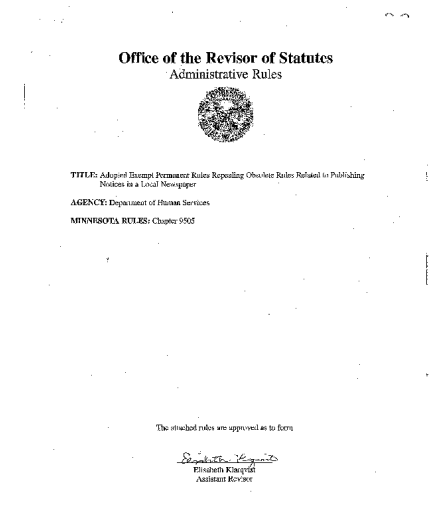 Office of the Revisor of Statutes
Administrative Rules
TITLE: Adopted Exempt Permanent Rules Repealing Obsolete Rules Related to Publishing
Notices in a Local Newspaper
AGENCY: Department of Human Services
MINNESOTA RULES: Chapter 9505
The attached rules are approved as to form
Elisabeth Klarqvist
Assistant Revisor